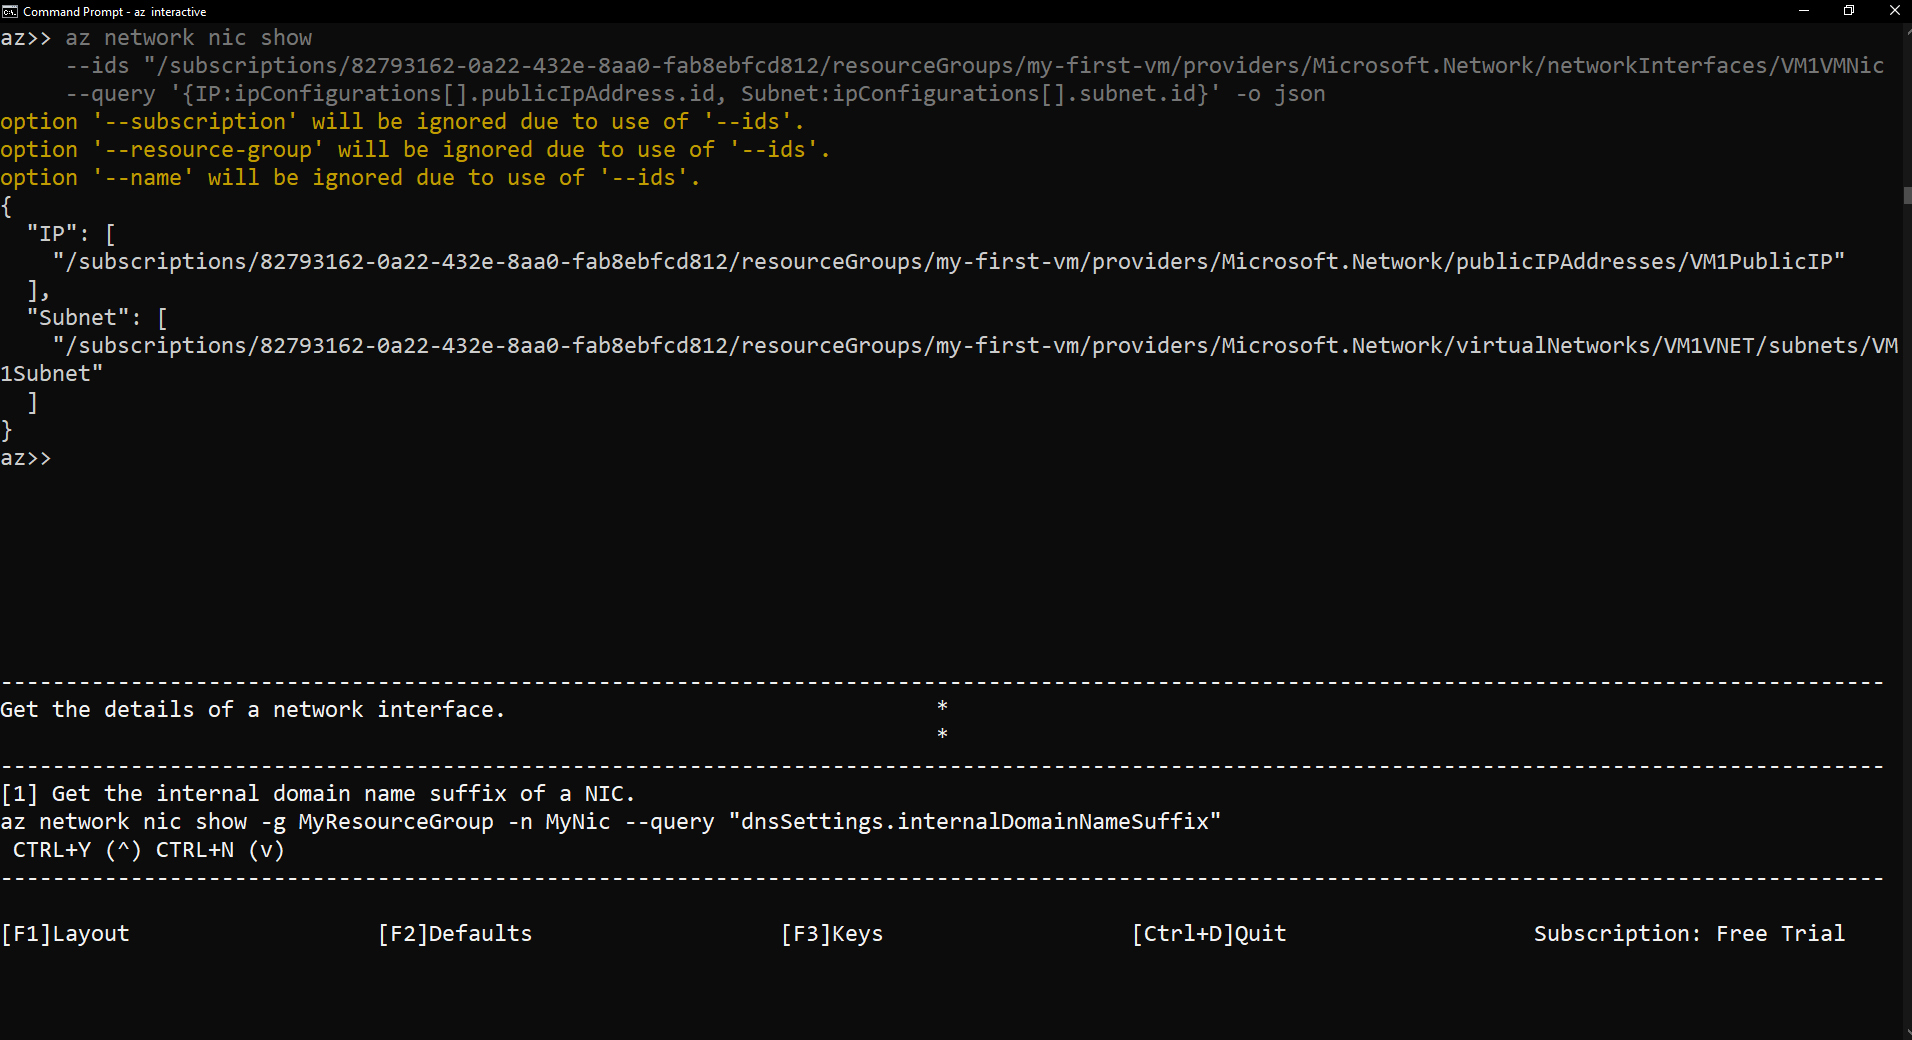 Command Prompt - az  interactive
az>> az network nic show
--ids "/subscriptions/82793162-0a22-432e-8aa0-fab8ebfcd812/resourceGroups/my-first-vm/providers/Microsoft.Network/networkInterfaces/VM1VMNic
--query '{IP:ipConfigurations[].publicIpAddress.id, Subnet:ipConfigurations[].subnet.id}' -o json
option '--subscription' will be ignored due to use of '--ids'.
option '--resource-group' will be ignored due to use of '--ids'.
option '--name' will be ignored due to use of '--ids'.
{
"IP": [
"/subscriptions/82793162-0a22-432e-8aa0-fab8ebfcd812/resourceGroups/my-first-vm/providers/Microsoft.Network/publicIPAddresses/VM1PublicIP"
],
"Subnet": [
"/subscriptions/82793162-0a22-432e-8aa0-fab8ebfcd812/resourceGroups/my-first-vm/providers/Microsoft.Network/virtualNetworks/VM1VNET/subnets/VM
1Subnet"
]
}
az>>
-------------------------------------------------------------------------------------------------------------------------------------------------
Get the details of a network interface. *
*
-------------------------------------------------------------------------------------------------------------------------------------------------
[1] Get the internal domain name suffix of a NIC.
az network nic show -g MyResourceGroup -n MyNic --query "dnsSettings.internalDomainNameSuffix"
CTRL+Y (^) CTRL+N (v)
-------------------------------------------------------------------------------------------------------------------------------------------------
[F1]Layout [F2]Defaults [F3]Keys [Ctrl+D]Quit Subscription: Free Trial